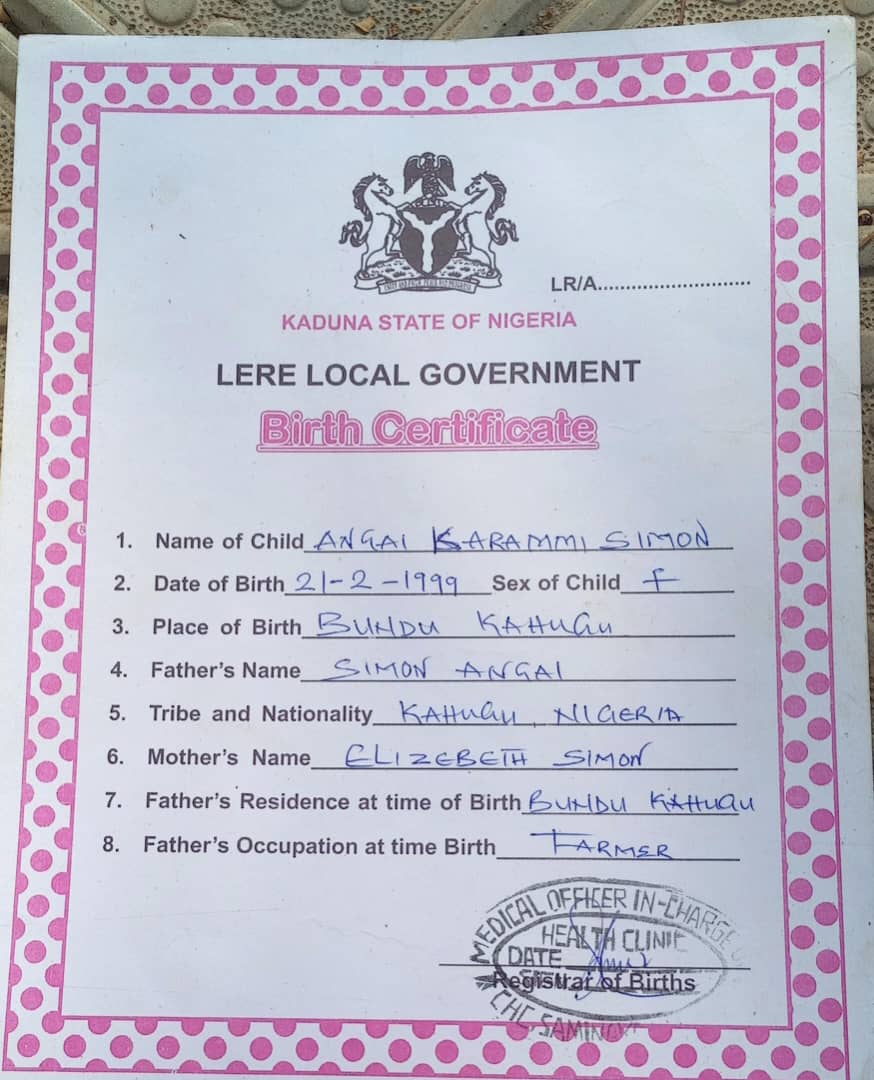 LR/A...........................
KADUNA STATE OF NIGERIA
LERE LOCAL GOVERNMENT
Birth Certificate
1. Name of Child ANGAI KARAMMI SIMON
2. Date of Birth 21-2-1999 Sex of Child f
3. Place of Birth BUNDU KAHUGU
4. Father's Name SIMON ANGAI
5. Tribe and Nationality KAHUGU, NIGERIA
6. Mother's Name ELIZEBETH SIMON
7. Father's Residence at time of Birth BUNDU KAHUGU
8. Father's Occupation at time Birth FARMER
MEDICAL OFFICER IN-CHARGE
HEALTH CLINIC
DATE
Registrar of Births
CHC SAMINA